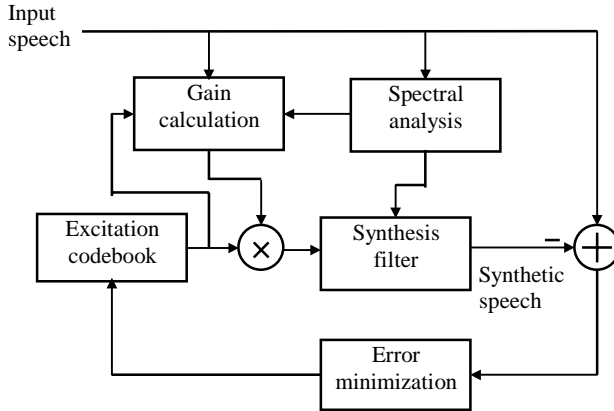 Input
speech
Gain
calculation
Spectral
analysis
Excitation
codebook
×
Synthesis
filter
–
+
Synthetic
speech
Error
minimization